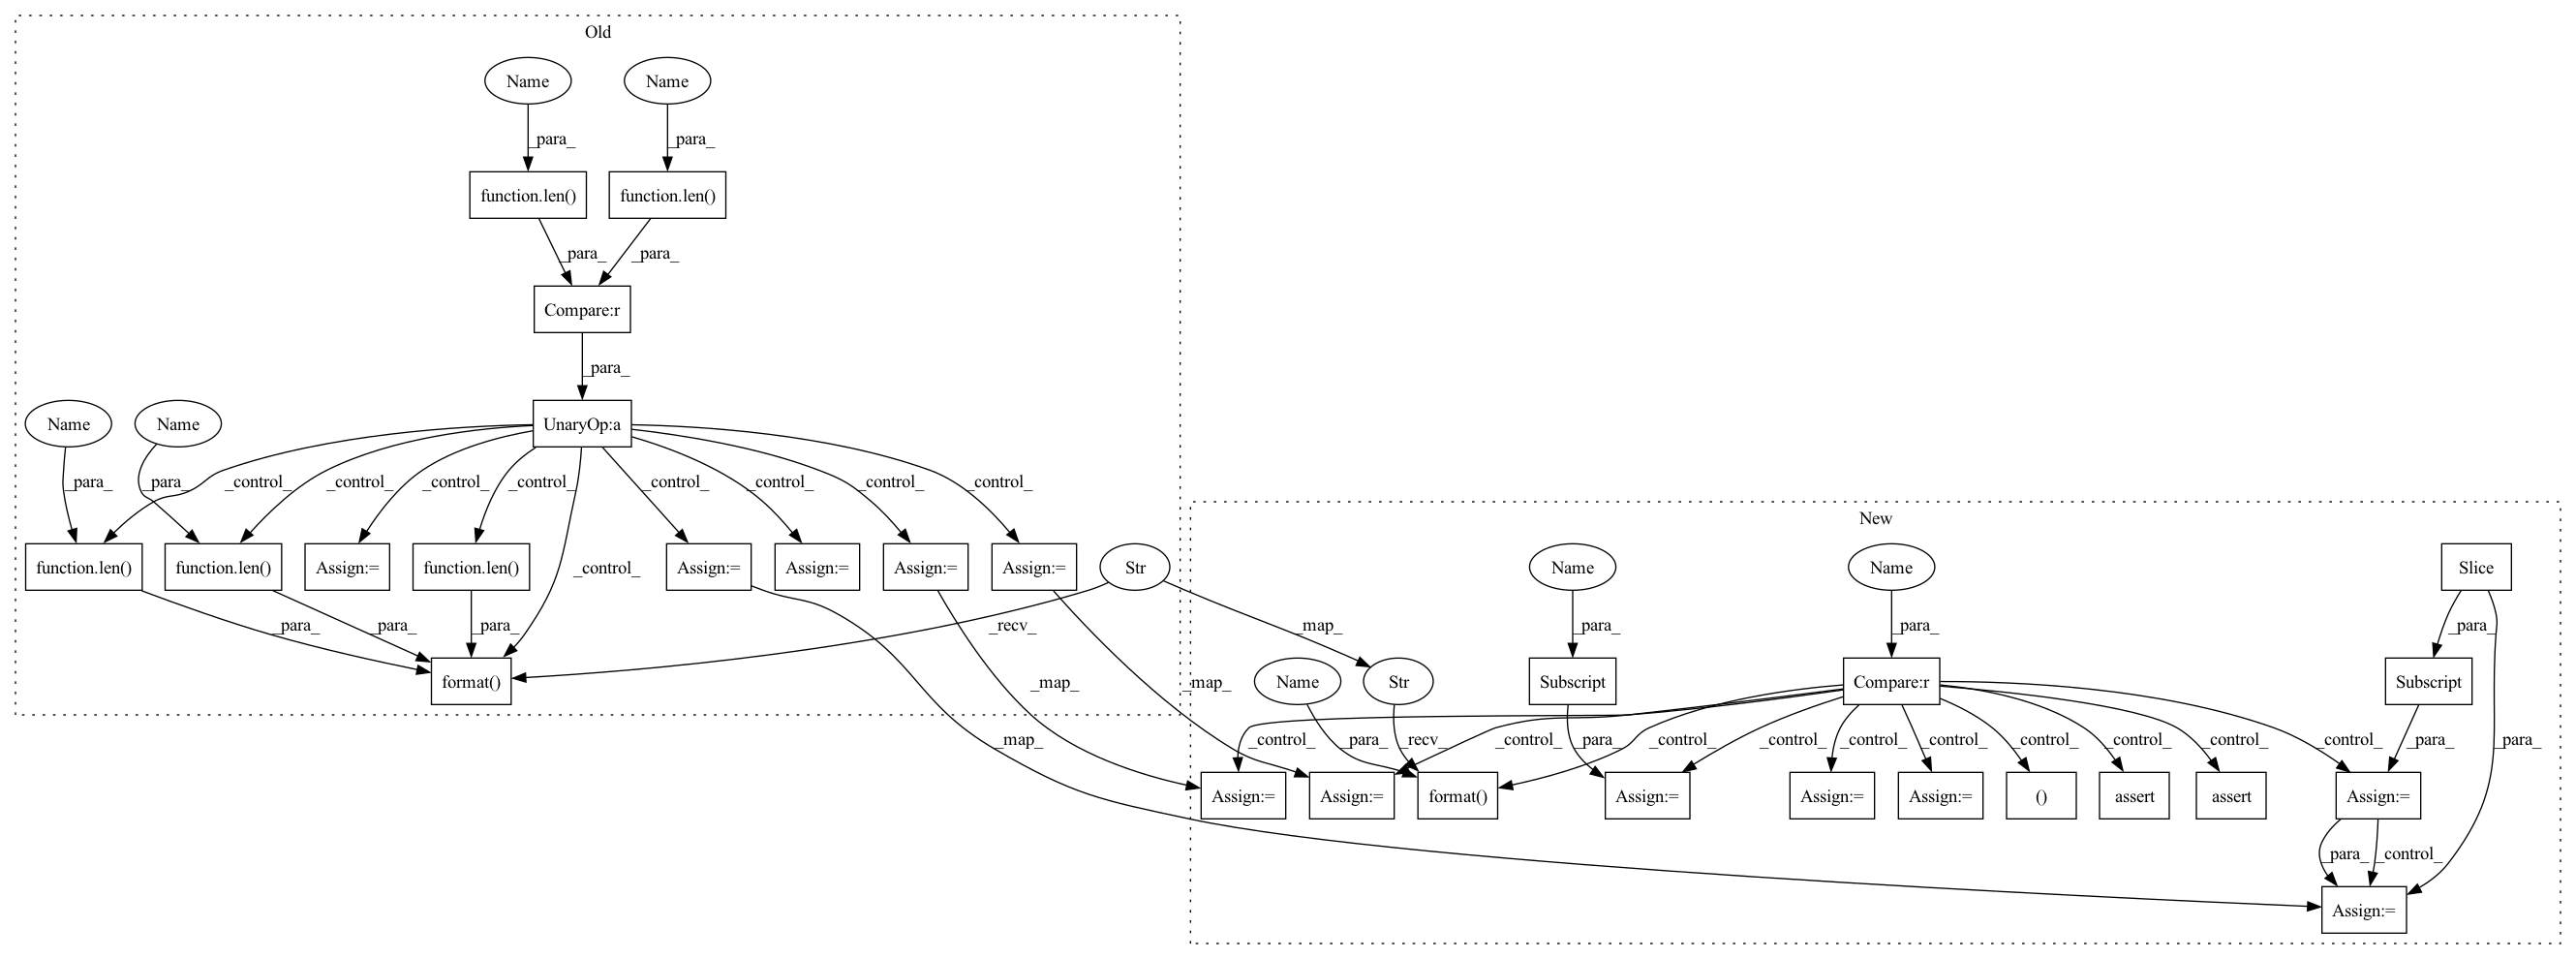 Old
Name
Name
_para_
_para_
function.len()
function.len()
_para_
_para_
Compare:r
_para_
Name
Name
UnaryOp:a
_para_
_para_
_control_
_control_
_control_
_control_
_control_
_control_
_control_
_control_
New
function.len()
function.len()
Assign:=
function.len()
Assign:=
Assign:=
Assign:=
Assign:=
Str
Name
Name
Slice
_control_
_para_
_para_
_para_
_recv_
_map_
_para_
_para_
_para_
format()
_map_
_map_
Name
Str
Subscript
Compare:r
Subscript
_map_
_control_
_para_
_recv_
_control_
_control_
_para_
_control_
_control_
_control_
_control_
_control_
_control_
_control_
_para_
_para_
Assign:=
Assign:=
format()
Assign:=
Assign:=
Assign:=
()
assert
assert
Assign:=
_para_
_control_
Assign:=